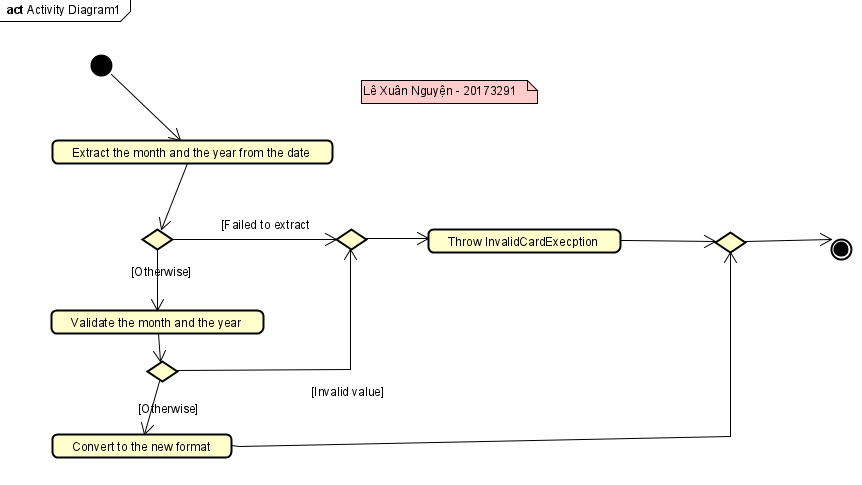 act Activity Diagram1
Lê Xuân Nguyện - 20173291
Extract the month and the year from the date
[Failed to extract
Throw InvalidCardExecption
[Otherwise]
Validate the month and the year
[Invalid value]
[Otherwise]
Convert to the new format